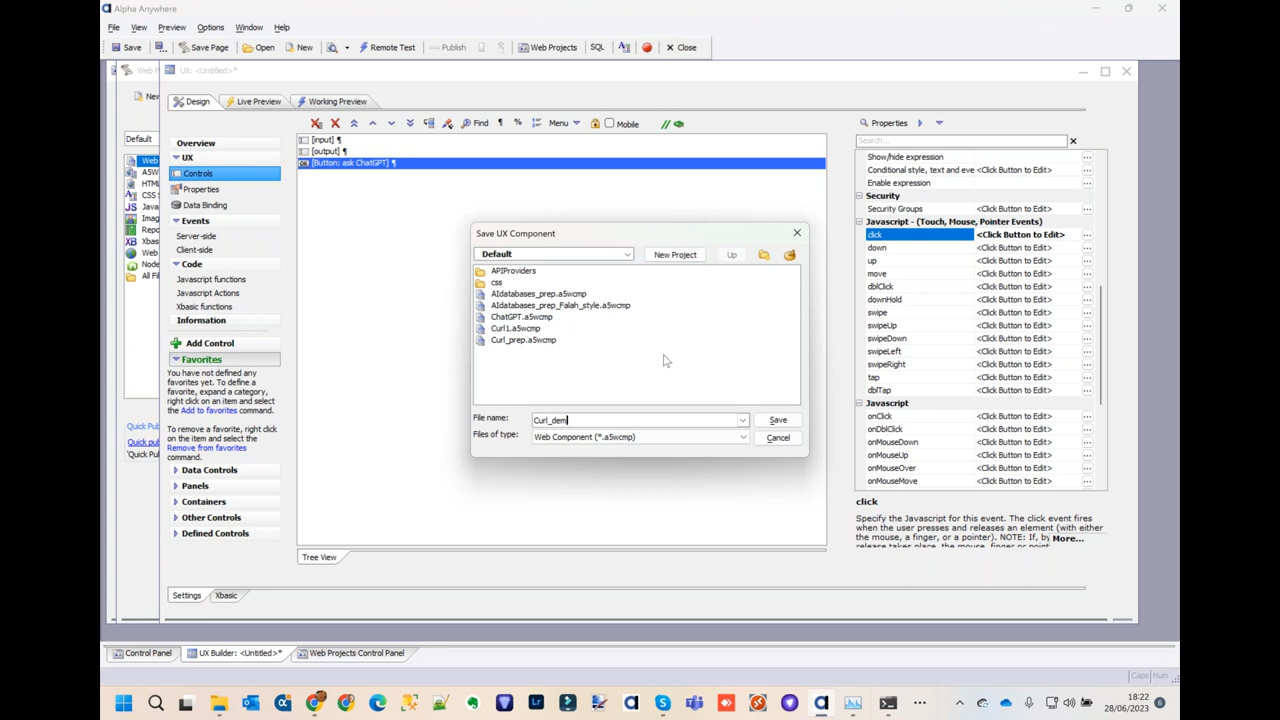 Alpha Anywhere
File View Preview Options Window Help
Save Save Page Open New Remote Test Publish Web Projects SQL Close
UX: <Untitled>*
Design Live Preview Working Preview
Find Menu Mobile
Properties
Search...
Default
Overview
UX
Controls
Properties
Data Binding
Events
Server-side
Client-side
Code
Javascript functions
Javascript Actions
Xbasic functions
Information
Add Control
Favorites
You have not defined any
favorites yet. To define a
favorite, expand a category,
right click on an item and select
the Add to favorites command.
To remove a favorite, right click
on the item and select the
Remove from favorites
command.
Data Controls
Panels
Containers
Other Controls
Defined Controls
[input] ¶
[output] ¶
[Button: ask ChatGPT] ¶
Save UX Component
Default New Project Up
APIProviders
css
AIdatabases_prep.a5wcmp
AIdatabases_prep_Falah_style.a5wcmp
ChatGPT.a5wcmp
Curl1.a5wcmp
Curl_prep.a5wcmp
File name: Curl_dem Save
Files of type: Web Component (*.a5wcmp) Cancel
Show/hide expression
Conditional style, text and eve <Click Button to Edit>
Enable expression
Security
Security Groups <Click Button to Edit>
Javascript - (Touch, Mouse, Pointer Events)
click <Click Button to Edit>
down <Click Button to Edit>
up <Click Button to Edit>
move <Click Button to Edit>
dblClick <Click Button to Edit>
downHold <Click Button to Edit>
swipe <Click Button to Edit>
swipeUp <Click Button to Edit>
swipeDown <Click Button to Edit>
swipeLeft <Click Button to Edit>
swipeRight <Click Button to Edit>
tap <Click Button to Edit>
dblTap <Click Button to Edit>
Javascript
onClick <Click Button to Edit>
onDblClick <Click Button to Edit>
onMouseDown <Click Button to Edit>
onMouseUp <Click Button to Edit>
onMouseOver <Click Button to Edit>
onMouseMove <Click Button to Edit>
click
Specify the Javascript for this event. The click event fires
when the user presses and releases an element (with either
the mouse, a finger, or a pointer). NOTE: If, by More...
Tree View
Settings Xbasic
Control Panel UX Builder: <Untitled>* Web Projects Control Panel
Caps Num
18:22
28/06/2023